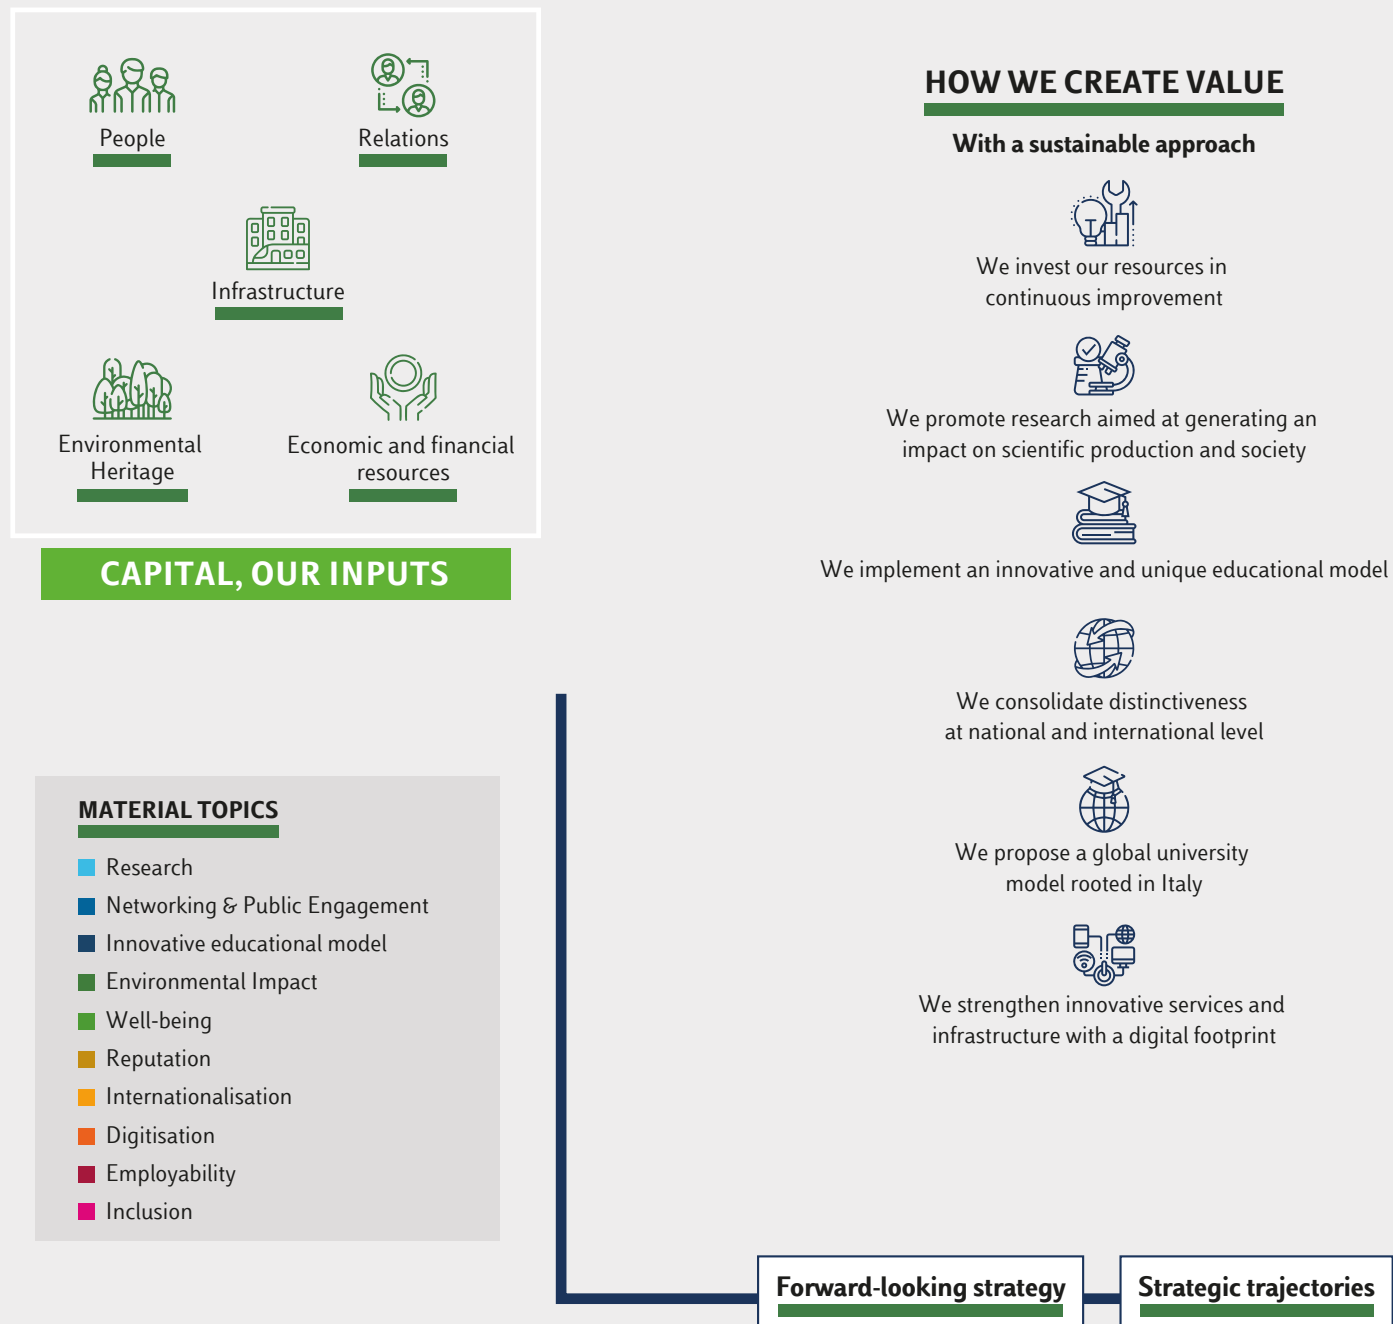 People
Relations
Infrastructure
Environmental
Heritage
Economic and financial
resources
CAPITAL, OUR INPUTS
MATERIAL TOPICS
Research
Networking & Public Engagement
Innovative educational model
Environmental Impact
Well-being
Reputation
Internationalisation
Digitisation
Employability
Inclusion
HOW WE CREATE VALUE
With a sustainable approach
We invest our resources in
continuous improvement
We promote research aimed at generating an
impact on scientific production and society
We implement an innovative and unique educational model
We consolidate distinctiveness
at national and international level
We propose a global university
model rooted in Italy
We strengthen innovative services and
infrastructure with a digital footprint
Forward-looking strategy
Strategic trajectories